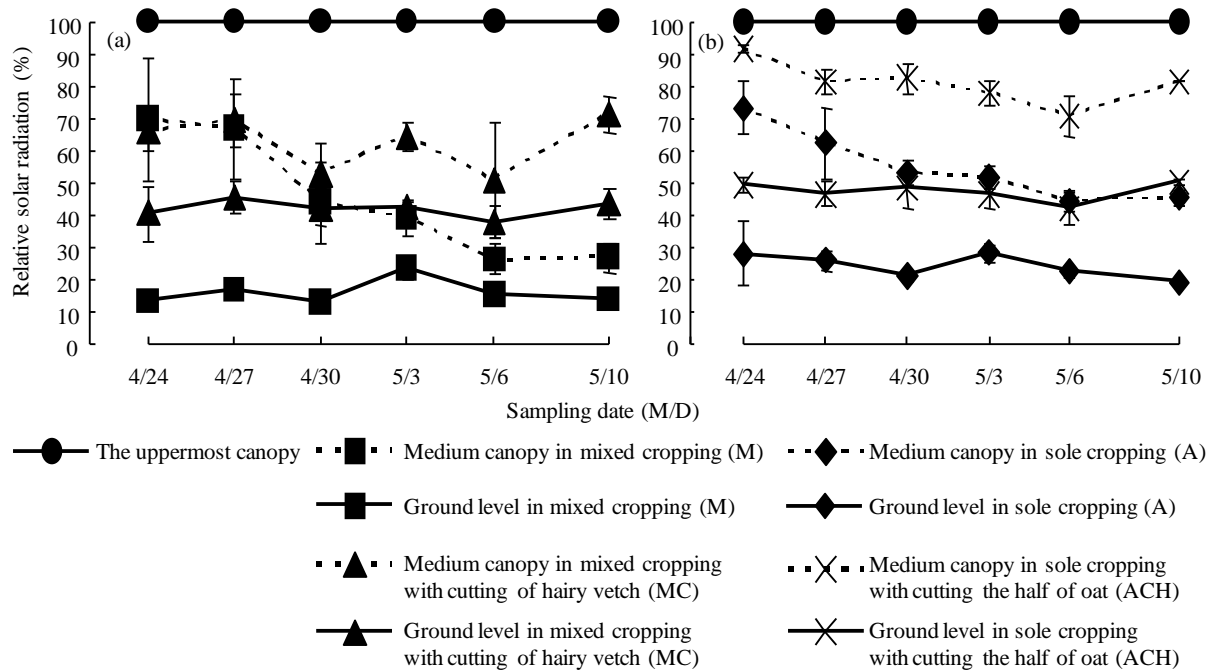 Relative solar radiation (%)
100
90
80
70
60
50
40
30
20
10
0
(a)
4/24 4/27 4/30 5/3 5/6 5/10
100
90
80
70
60
50
40
30
20
10
0
(b)
4/24 4/27 4/30 5/3 5/6 5/10
Sampling date (M/D)
The uppermost canopy
Medium canopy in mixed cropping (M)
Medium canopy in sole cropping (A)
Ground level in mixed cropping (M)
Ground level in sole cropping (A)
Medium canopy in mixed cropping
with cutting of hairy vetch (MC)
Medium canopy in sole cropping
with cutting the half of oat (ACH)
Ground level in mixed cropping
with cutting of hairy vetch (MC)
Ground level in sole cropping
with cutting the half of oat (ACH)